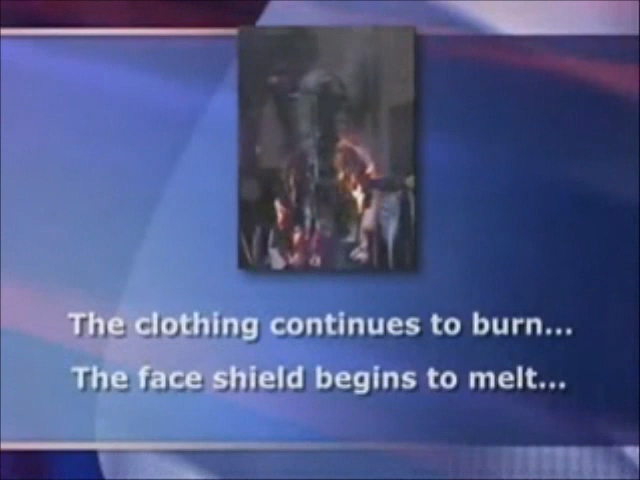 The clothing continues to burn...
The face shield begins to melt...